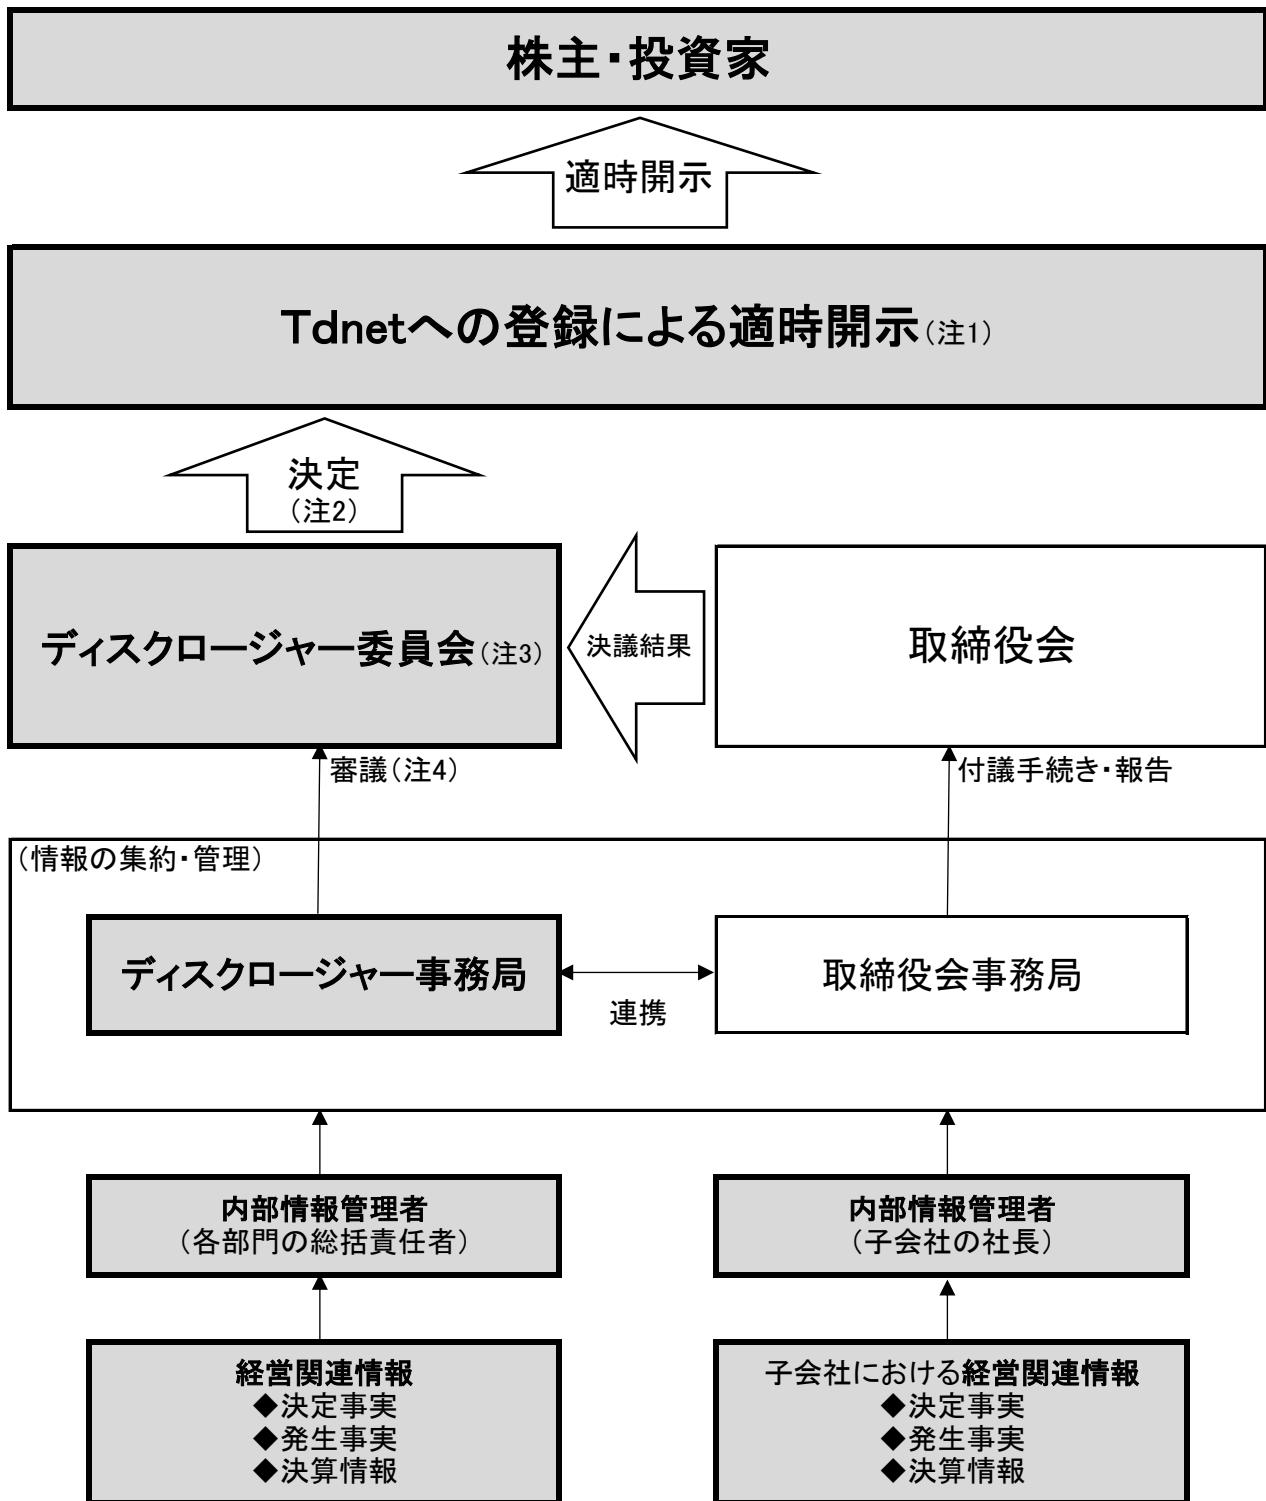 株主・投資家
適時開示
Tdnetへの登録による適時開示（注1）
決定
（注2）
ディスクロージャー委員会（注3）
決議結果
取締役会
審議（注4）
付議手続き・報告
（情報の集約・管理）
ディスクロージャー事務局
連携
取締役会事務局
内部情報管理者
（各部門の総括責任者）
内部情報管理者
（子会社の社長）
経営関連情報
◆決定事実
◆発生事実
◆決算情報
子会社における経営関連情報
◆決定事実
◆発生事実
◆決算情報